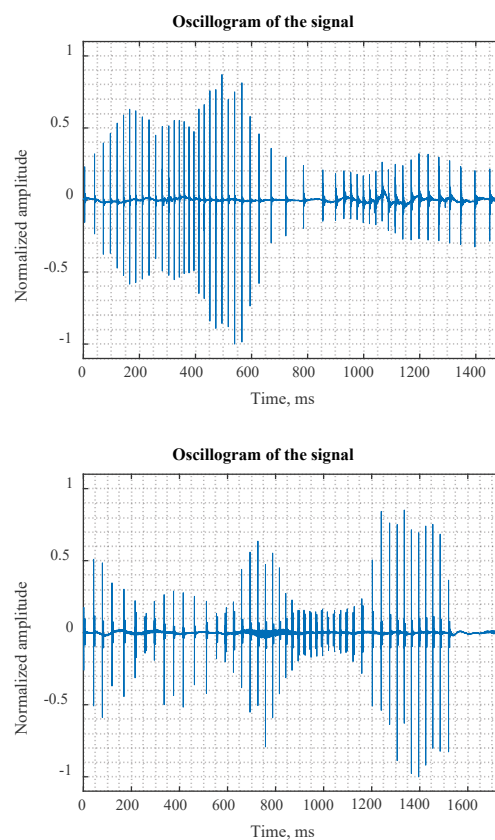 Oscillogram of the signal
1
0.5
0
-0.5
-1
Normalized amplitude
0 200 400 600 800 1000 1200 1400
Time, ms
Oscillogram of the signal
1
0.5
0
-0.5
-1
Normalized amplitude
0 200 400 600 800 1000 1200 1400 1600
Time, ms